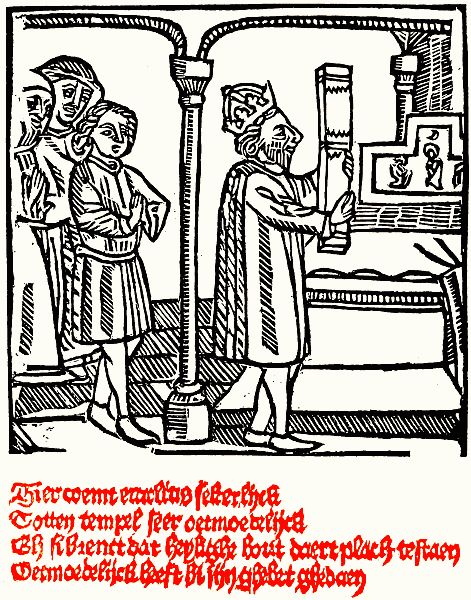 Hier coemt eraclius sekerlijck
Totten tempel seer oetmoedelijck
Eñ hi brenct dat heylighe hout daert plach te staen
Oetmoedelijck heeft hi sijn ghebet ghedaen